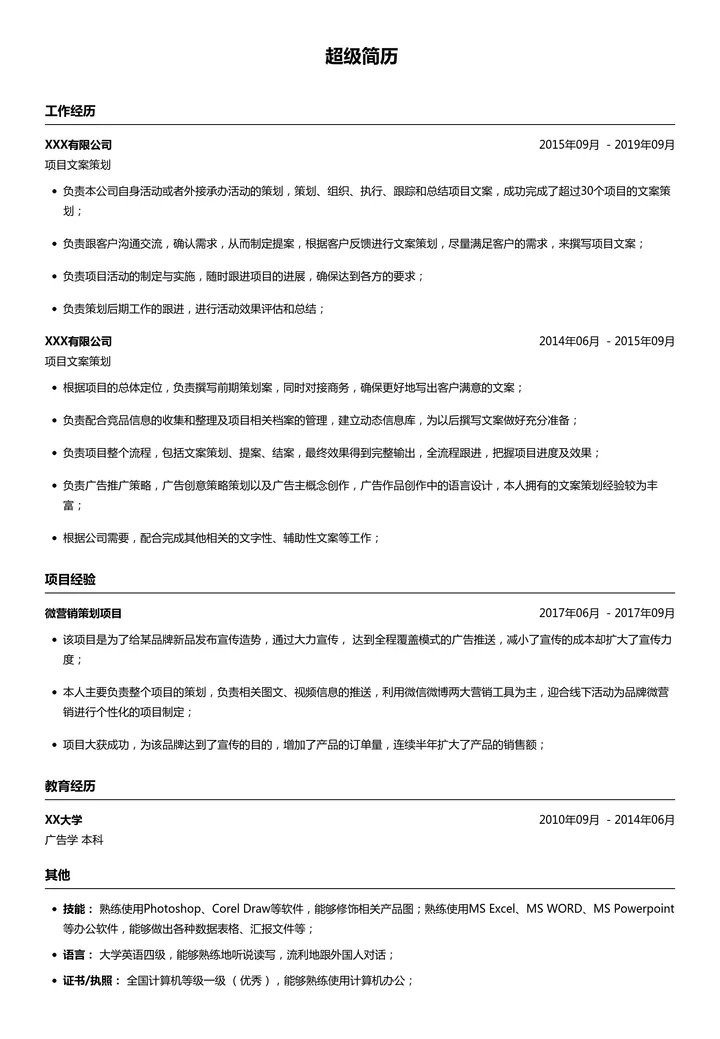 超级简历
工作经历
XXX有限公司 2015年09月 - 2019年09月
项目文案策划
• 负责本公司自身活动或者外接承办活动的策划，策划、组织、执行、跟踪和总结项目文案，成功完成了超过30个项目的文案策
划；
• 负责跟客户沟通交流，确认需求，从而制定提案，根据客户反馈进行文案策划，尽量满足客户的需求，来撰写项目文案；
• 负责项目活动的制定与实施，随时跟进项目的进展，确保达到各方的要求；
• 负责策划后期工作的跟进，进行活动效果评估和总结；
XXX有限公司 2014年06月 - 2015年09月
项目文案策划
• 根据项目的总体定位，负责撰写前期策划案，同时对接商务，确保更好地写出客户满意的文案；
• 负责配合竞品信息的收集和整理及项目相关档案的管理，建立动态信息库，为以后撰写文案做好充分准备；
• 负责项目整个流程，包括文案策划、提案、结案，最终效果得到完整输出，全流程跟进，把握项目进度及效果；
• 负责广告推广策略，广告创意策略策划以及广告主概念创作，广告作品创作中的语言设计，本人拥有的文案策划经验较为丰
富；
• 根据公司需要，配合完成其他相关的文字性、辅助性文案等工作；
项目经验
微营销策划项目 2017年06月 - 2017年09月
• 该项目是为了给某品牌新品发布宣传造势，通过大力宣传， 达到全程覆盖模式的广告推送，减小了宣传的成本却扩大了宣传力
度；
• 本人主要负责整个项目的策划，负责相关图文、视频信息的推送，利用微信微博两大营销工具为主，迎合线下活动为品牌微营
销进行个性化的项目制定；
• 项目大获成功，为该品牌达到了宣传的目的，增加了产品的订单量，连续半年扩大了产品的销售额；
教育经历
XX大学 2010年09月 - 2014年06月
广告学 本科
其他
• 技能： 熟练使用Photoshop、Corel Draw等软件，能够修饰相关产品图；熟练使用MS Excel、MS WORD、MS Powerpoint
等办公软件，能够做出各种数据表格、汇报文件等；
• 语言： 大学英语四级，能够熟练地听说读写，流利地跟外国人对话；
• 证书/执照： 全国计算机等级一级 （ 优秀 ），能够熟练使用计算机办公；